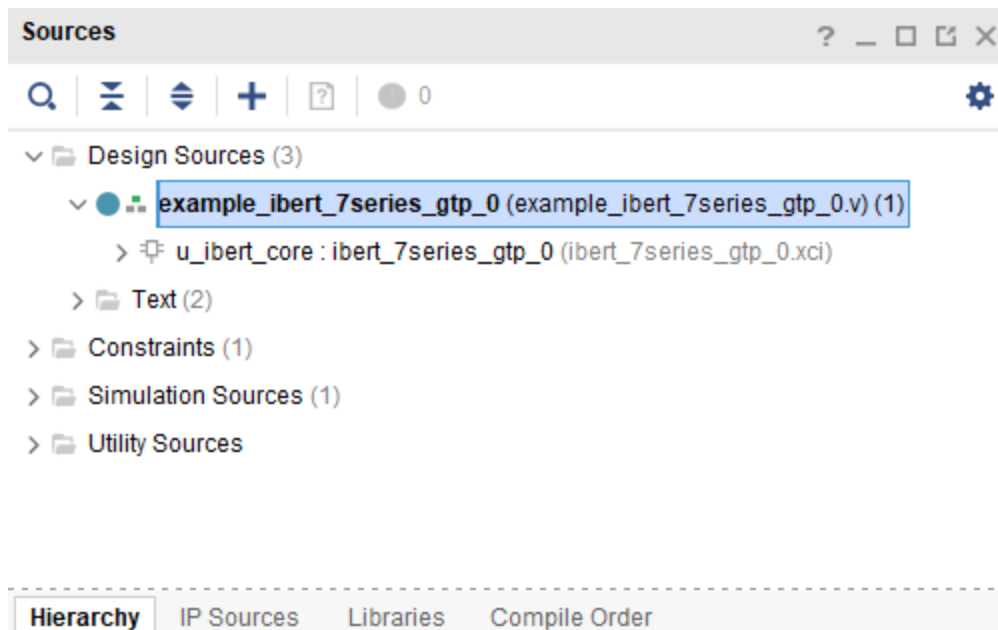 Sources
0
Design Sources (3)
example_ibert_7series_gtp_0 (example_ibert_7series_gtp_0.v) (1)
u_ibert_core : ibert_7series_gtp_0 (ibert_7series_gtp_0.xci)
Text (2)
Constraints (1)
Simulation Sources (1)
Utility Sources
Hierarchy IP Sources Libraries Compile Order